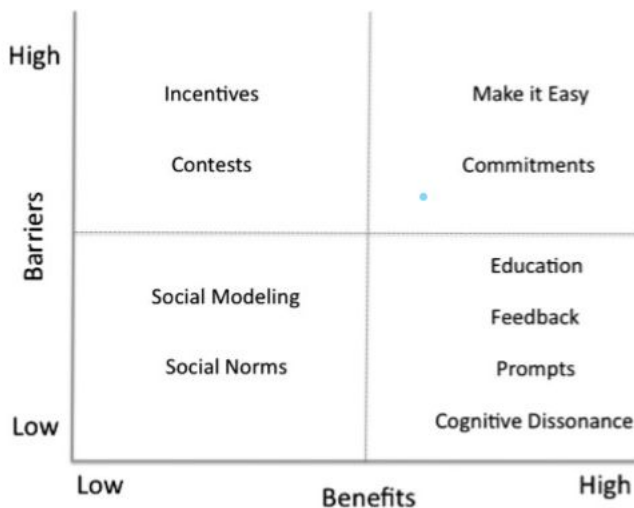 High
Incentives
Make it Easy
Contests
Commitments
Barriers
Education
Social Modeling
Feedback
Social Norms
Prompts
Low
Cognitive Dissonance
Low
Benefits
High